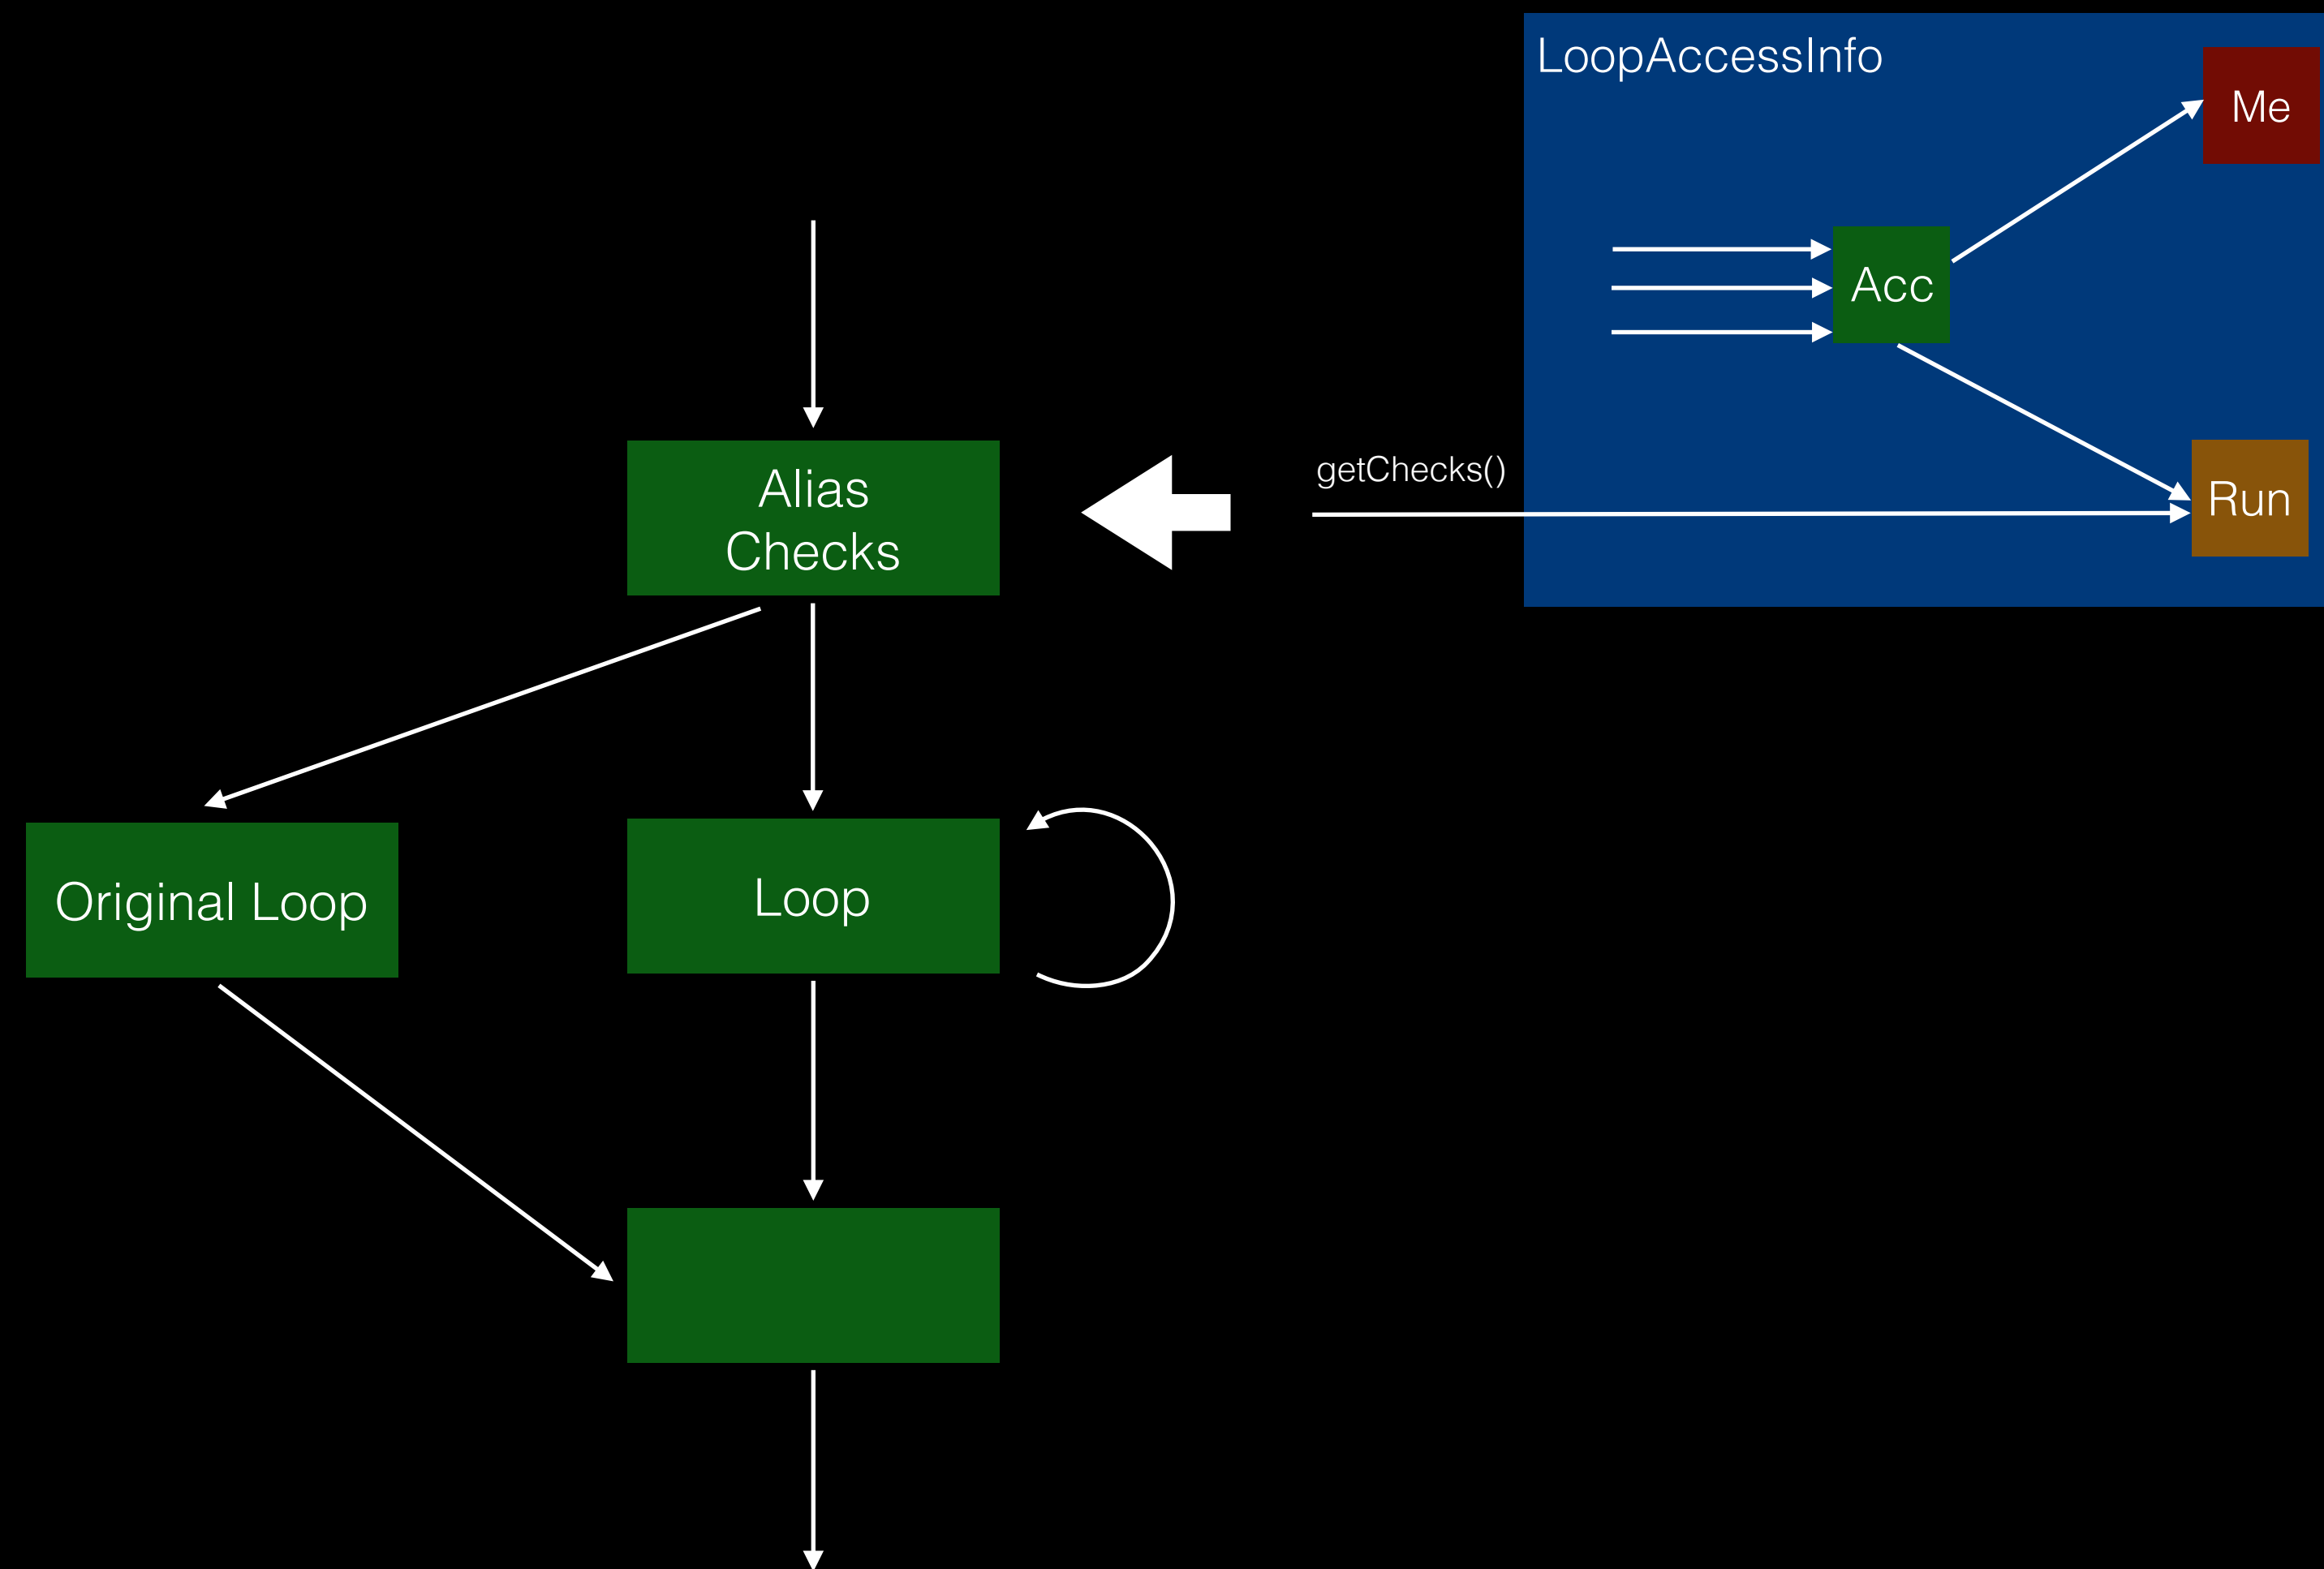 LoopAccessInfo
Me
Acc
getChecks()
Run
Alias
Checks
Original Loop
Loop